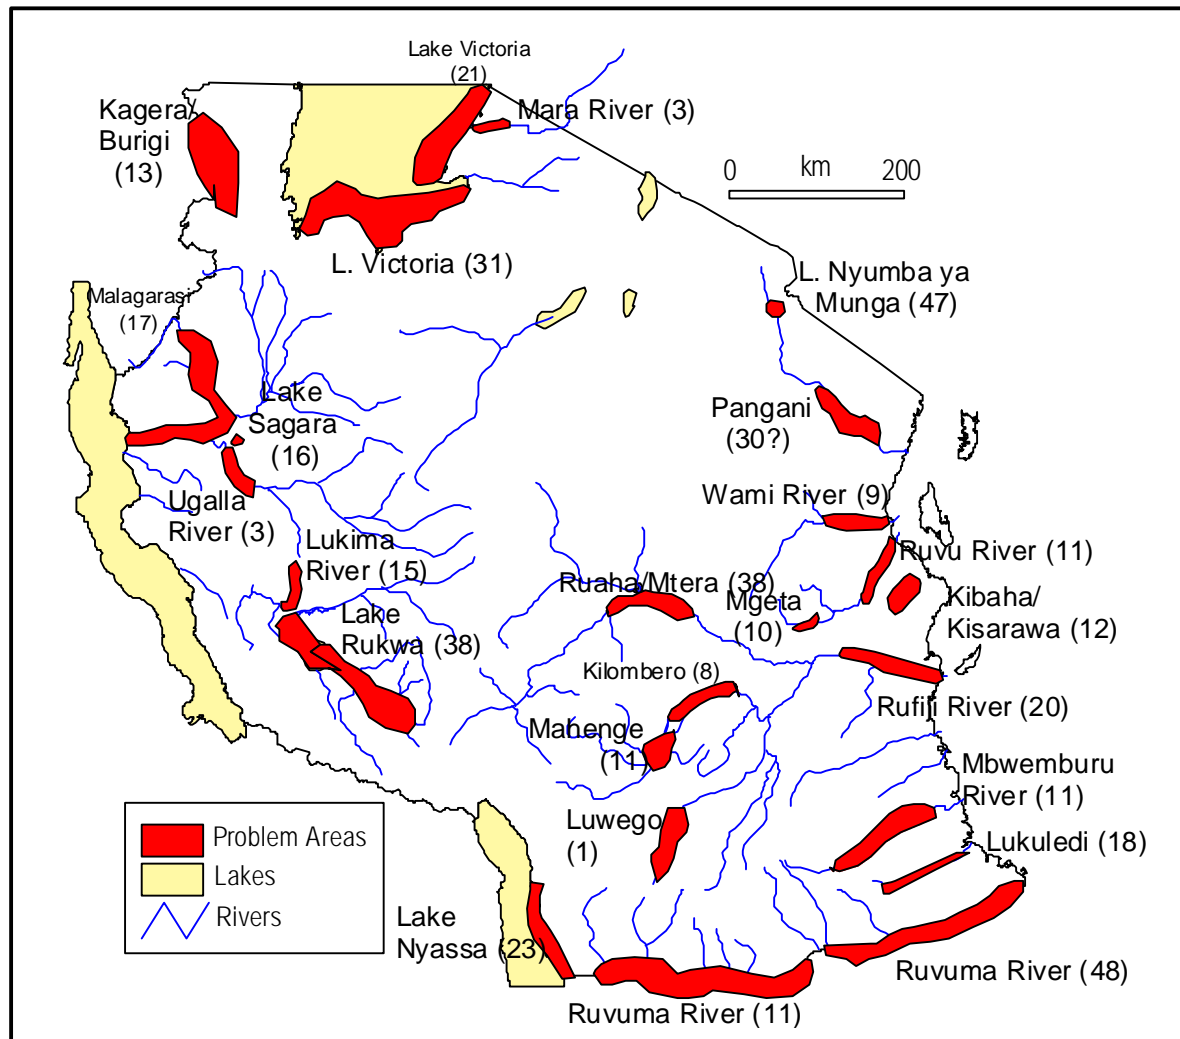 Lake Victoria
(21)
Mara River (3)
Kagera/
Burigi
(13)
0 km 200
L. Victoria (31)
L. Nyumba ya
Munga (47)
Malagarasi
(17)
Lake
Sagara
(16)
Pangani
(30?)
Ugalla
River (3)
Wami River (9)
Lukima
River (15)
Ruvu River (11)
Ruaha/Mtera (38)
Mgeta
(10)
Kibaha/
Kisarawa (12)
Lake
Rukwa (38)
Kilombero (8)
Rufiji River (20)
Mahenge
(11)
Mbwemburu
River (11)
Luwego
(1)
Lukuledi (18)
Problem Areas
Lakes
Rivers
Lake
Nyassa (23)
Ruvuma River (48)
Ruvuma River (11)